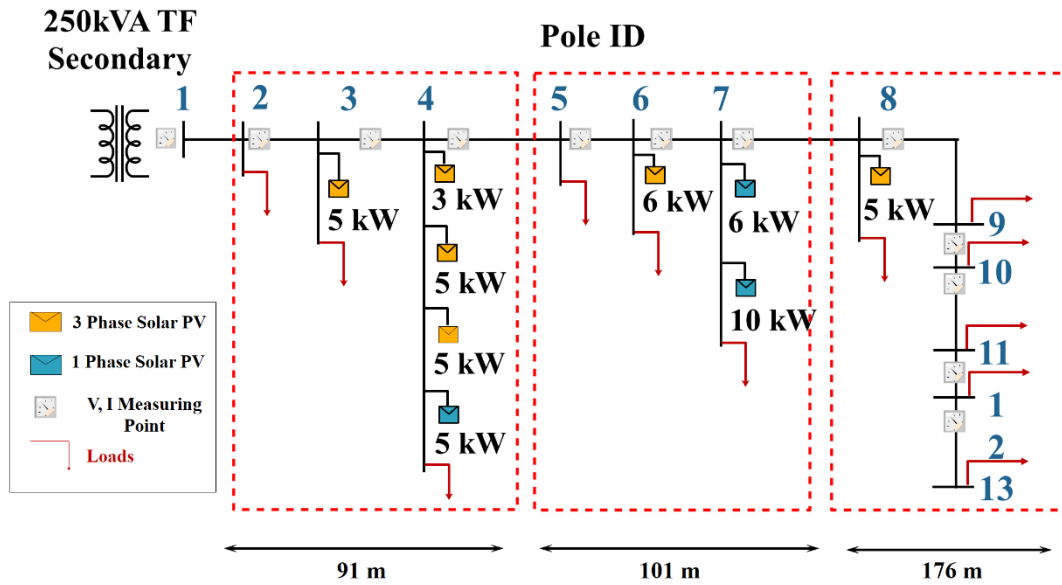 250kVA TF
Secondary
Pole ID
1
2
3
4
5
6
7
8
5 kW
3 kW
5 kW
5 kW
5 kW
6 kW
6 kW
10 kW
5 kW
9
10
11
1
2
13
3 Phase Solar PV
1 Phase Solar PV
V, I Measuring
Point
Loads
91 m
101 m
176 m